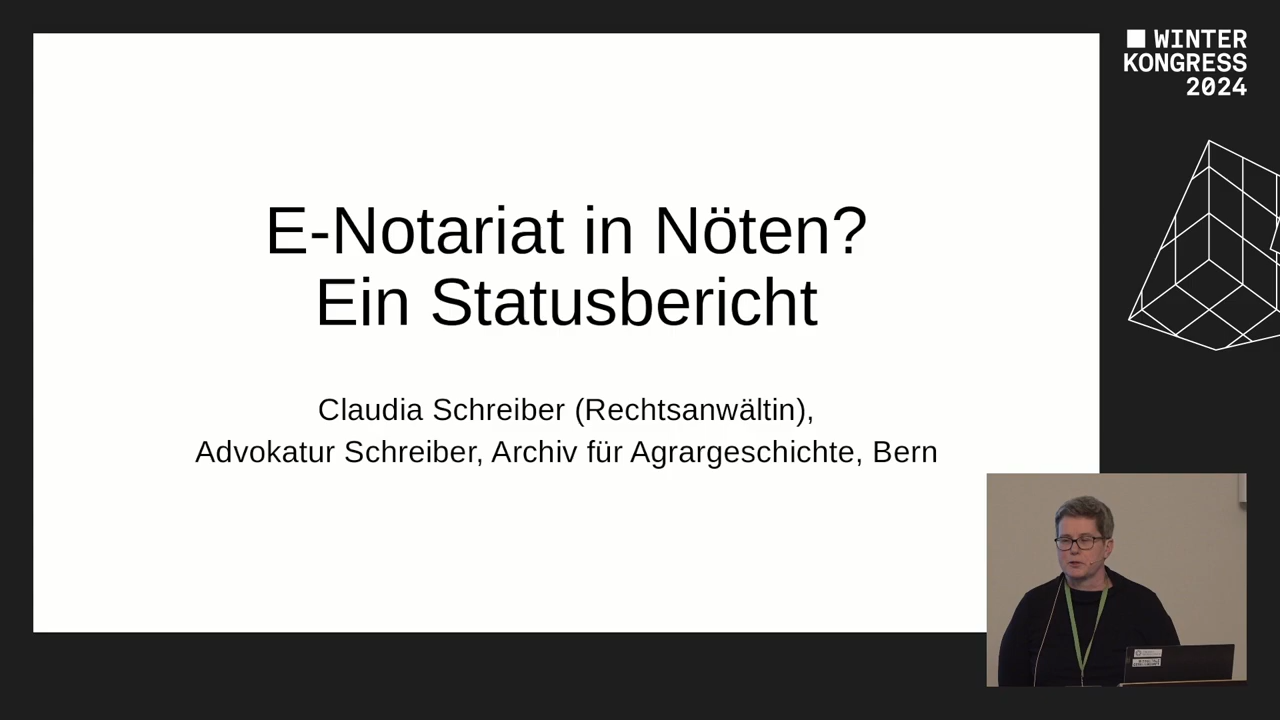 E-Notariat in Nöten?
Ein Statusbericht
Claudia Schreiber (Rechtsanwältin),
Advokatur Schreiber, Archiv für Agrargeschichte, Bern
WINTER
KONGRESS
2024